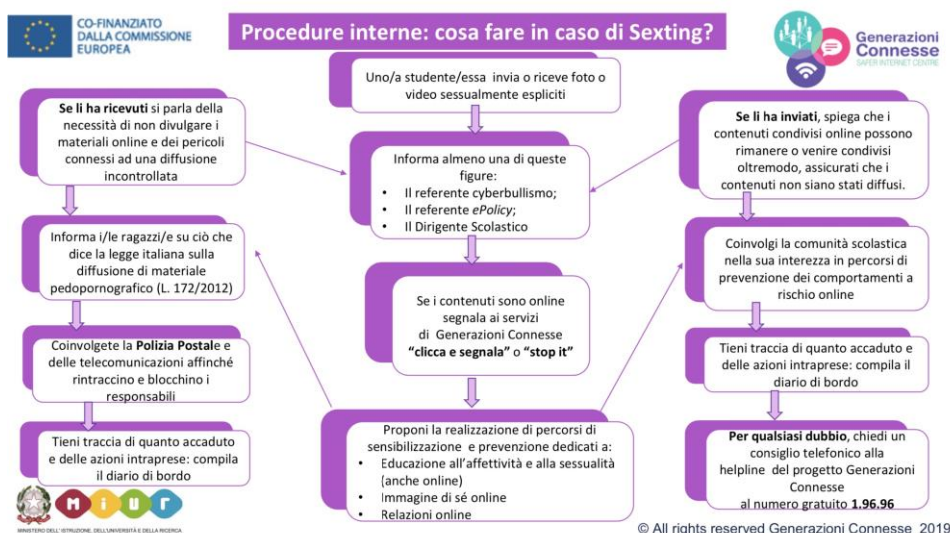 CO-FINANZIATO
DALLA COMMISSIONE
EUROPEA
Procedure interne: cosa fare in caso di Sexting?
Generazioni
Connesse
SAFER INTERNET CENTRE
Uno/a studente/essa invia o riceve foto o
video sessualmente espliciti
Informa almeno una di queste
figure:
• Il referente cyberbullismo;
• Il referente ePolicy;
• Il Dirigente Scolastico
Se i contenuti sono online
segnala ai servizi
di Generazioni Connesse
“clicca e segnala” o “stop it”
Proponi la realizzazione di percorsi di
sensibilizzazione e prevenzione dedicati a:
• Educazione all’affettività e alla sessualità
(anche online)
• Immagine di sé online
• Relazioni online
Se li ha ricevuti si parla della
necessità di non divulgare i
materiali online e dei pericoli
connessi ad una diffusione
incontrollata
Informa i/le ragazzi/e su ciò che
dice la legge italiana sulla
diffusione di materiale
pedopornografico (L. 172/2012)
Coinvolgete la Polizia Postale e
delle telecomunicazioni affinché
rintraccino e blocchino i
responsabili
Tieni traccia di quanto accaduto
e delle azioni intraprese: compila
il diario di bordo
Se li ha inviati, spiega che i
contenuti condivisi online possono
rimanere o venire condivisi
oltremodo, assicurati che i
contenuti non siano stati diffusi.
Coinvolgi la comunità scolastica
nella sua interezza in percorsi di
prevenzione dei comportamenti a
rischio online
Tieni traccia di quanto accaduto e
delle azioni intraprese: compila il
diario di bordo
Per qualsiasi dubbio, chiedi un
consiglio telefonico alla
helpline del progetto Generazioni
Connesse
al numero gratuito 1.96.96
MIUR
MINISTERO DELL'ISTRUZIONE, DELL'UNIVERSITÀ E DELLA RICERCA
© All rights reserved Generazioni Connesse 2019